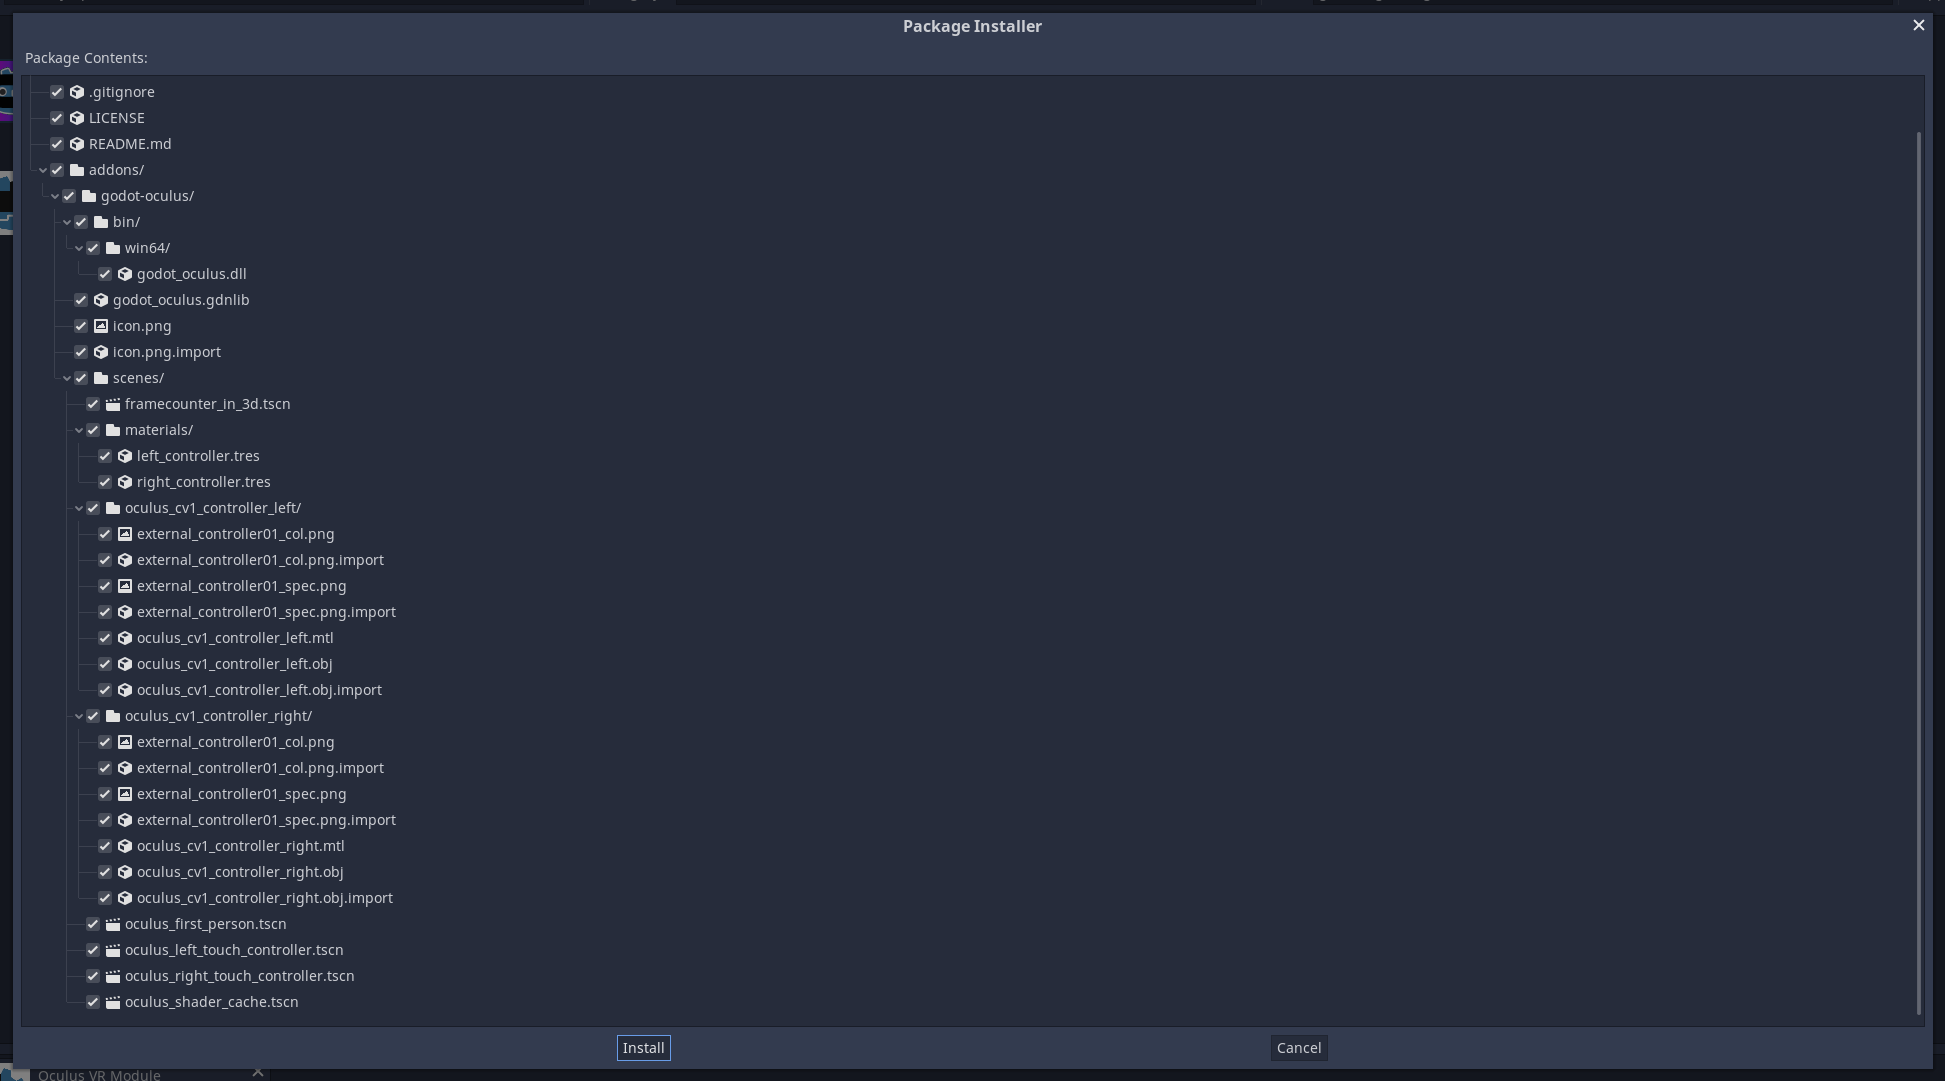 Package Installer
Package Contents:
.gitignore
LICENSE
README.md
addons/
godot-oculus/
bin/
win64/
godot_oculus.dll
godot_oculus.gdnlib
icon.png
icon.png.import
scenes/
framecounter_in_3d.tscn
materials/
left_controller.tres
right_controller.tres
oculus_cv1_controller_left/
external_controller01_col.png
external_controller01_col.png.import
external_controller01_spec.png
external_controller01_spec.png.import
oculus_cv1_controller_left.mtl
oculus_cv1_controller_left.obj
oculus_cv1_controller_left.obj.import
oculus_cv1_controller_right/
external_controller01_col.png
external_controller01_col.png.import
external_controller01_spec.png
external_controller01_spec.png.import
oculus_cv1_controller_right.mtl
oculus_cv1_controller_right.obj
oculus_cv1_controller_right.obj.import
oculus_first_person.tscn
oculus_left_touch_controller.tscn
oculus_right_touch_controller.tscn
oculus_shader_cache.tscn
Install Cancel
Oculus VR Module